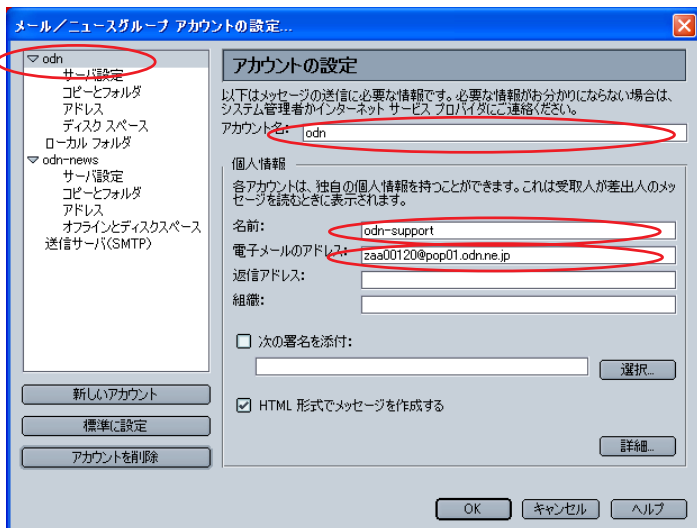 メール／ニュースグループ アカウントの設定...
odn
サーバ設定
コピーとフォルダ
アドレス
ディスク スペース
ローカル フォルダ
odn-news
サーバ設定
コピーとフォルダ
アドレス
オフラインとディスクスペース
送信サーバ(SMTP)
新しいアカウント
標準に設定
アカウントを削除
アカウントの設定
以下はメッセージの送信に必要な情報です。必要な情報がお分かりにならない場合は、
システム管理者かインターネット サービス プロバイダにご連絡ください。
アカウント名: odn
個人情報
各アカウントは、独自の個人情報を持つことができます。これは受取人が差出人のメッ
セージを読むときに表示されます。
名前: odn-support
電子メールのアドレス: zaa00120@pop01.odn.ne.jp
返信アドレス:
組織:
次の署名を添付:
選択...
HTML 形式でメッセージを作成する
詳細...
OK キャンセル ヘルプ